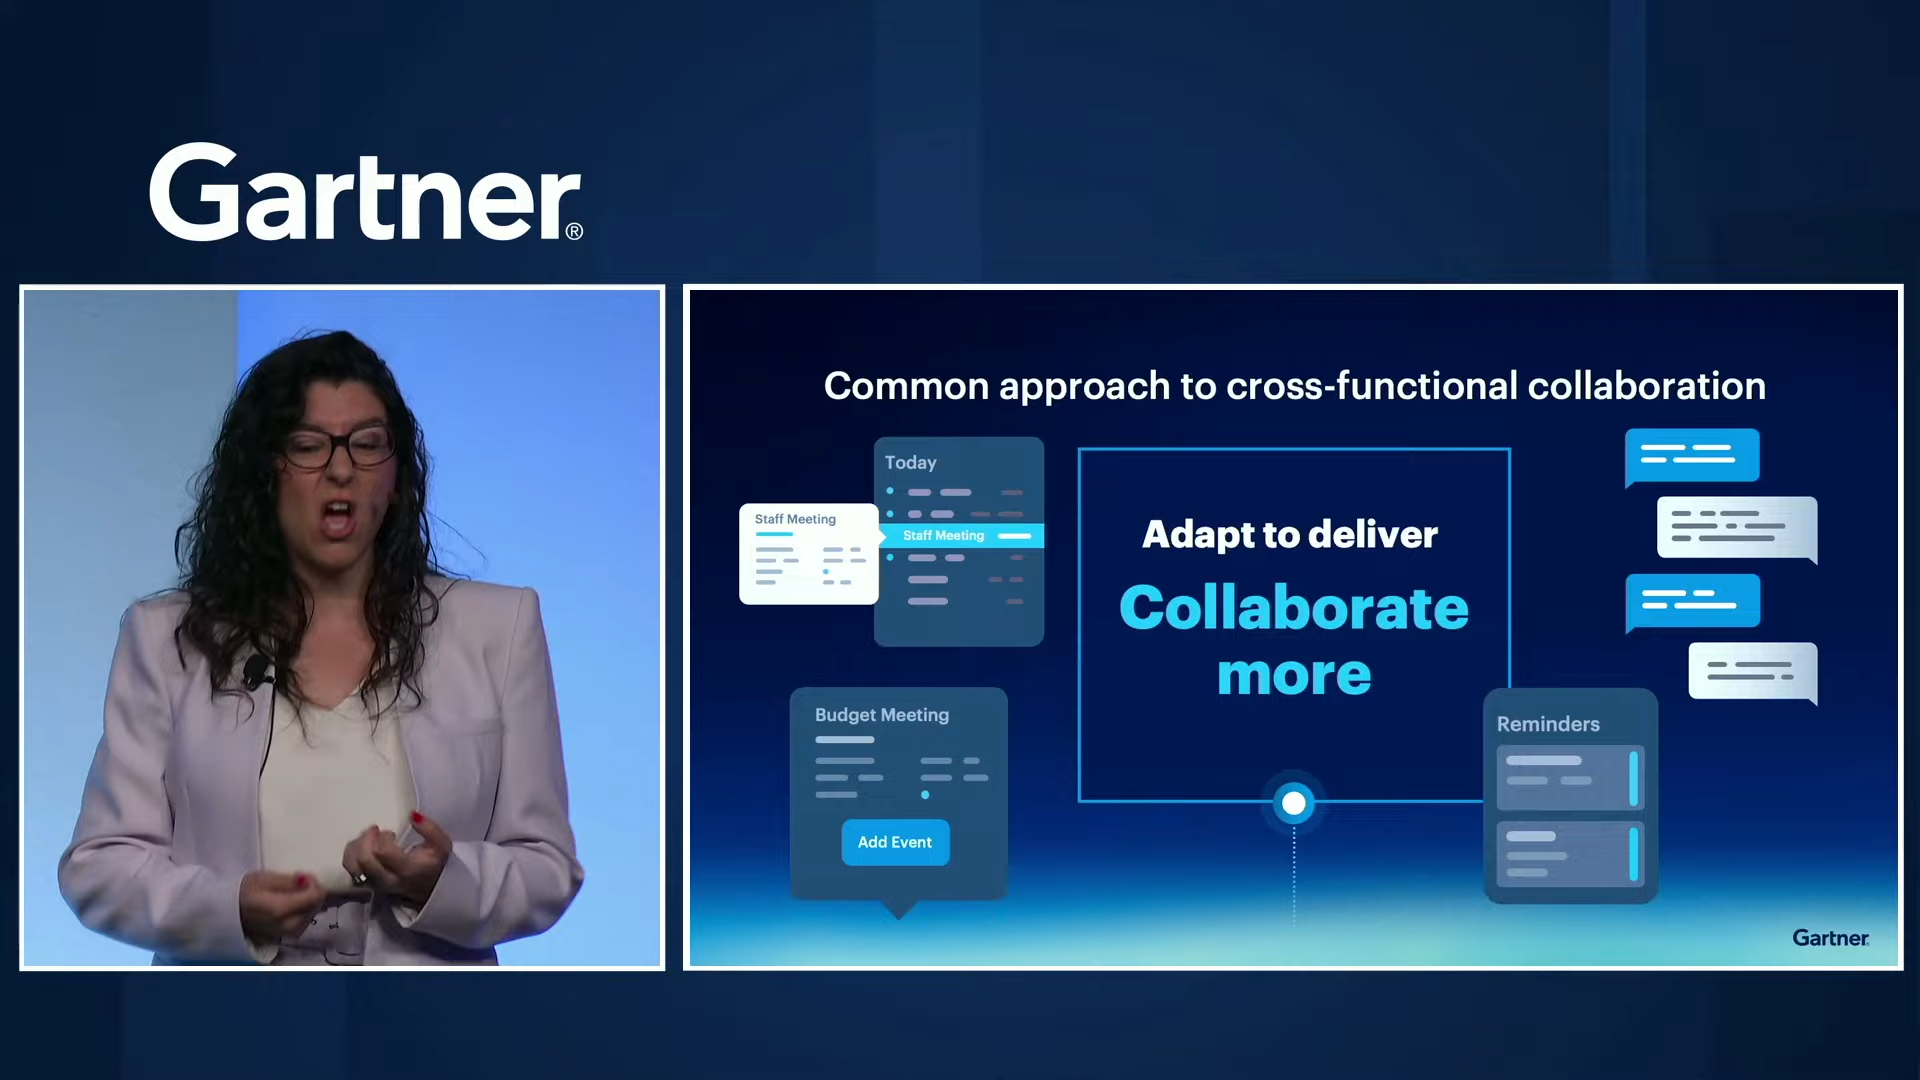 Gartner®
Common approach to cross-functional collaboration
Today
Staff Meeting
Staff Meeting
Adapt to deliver
Collaborate
more
Budget Meeting
Add Event
Reminders
Gartner